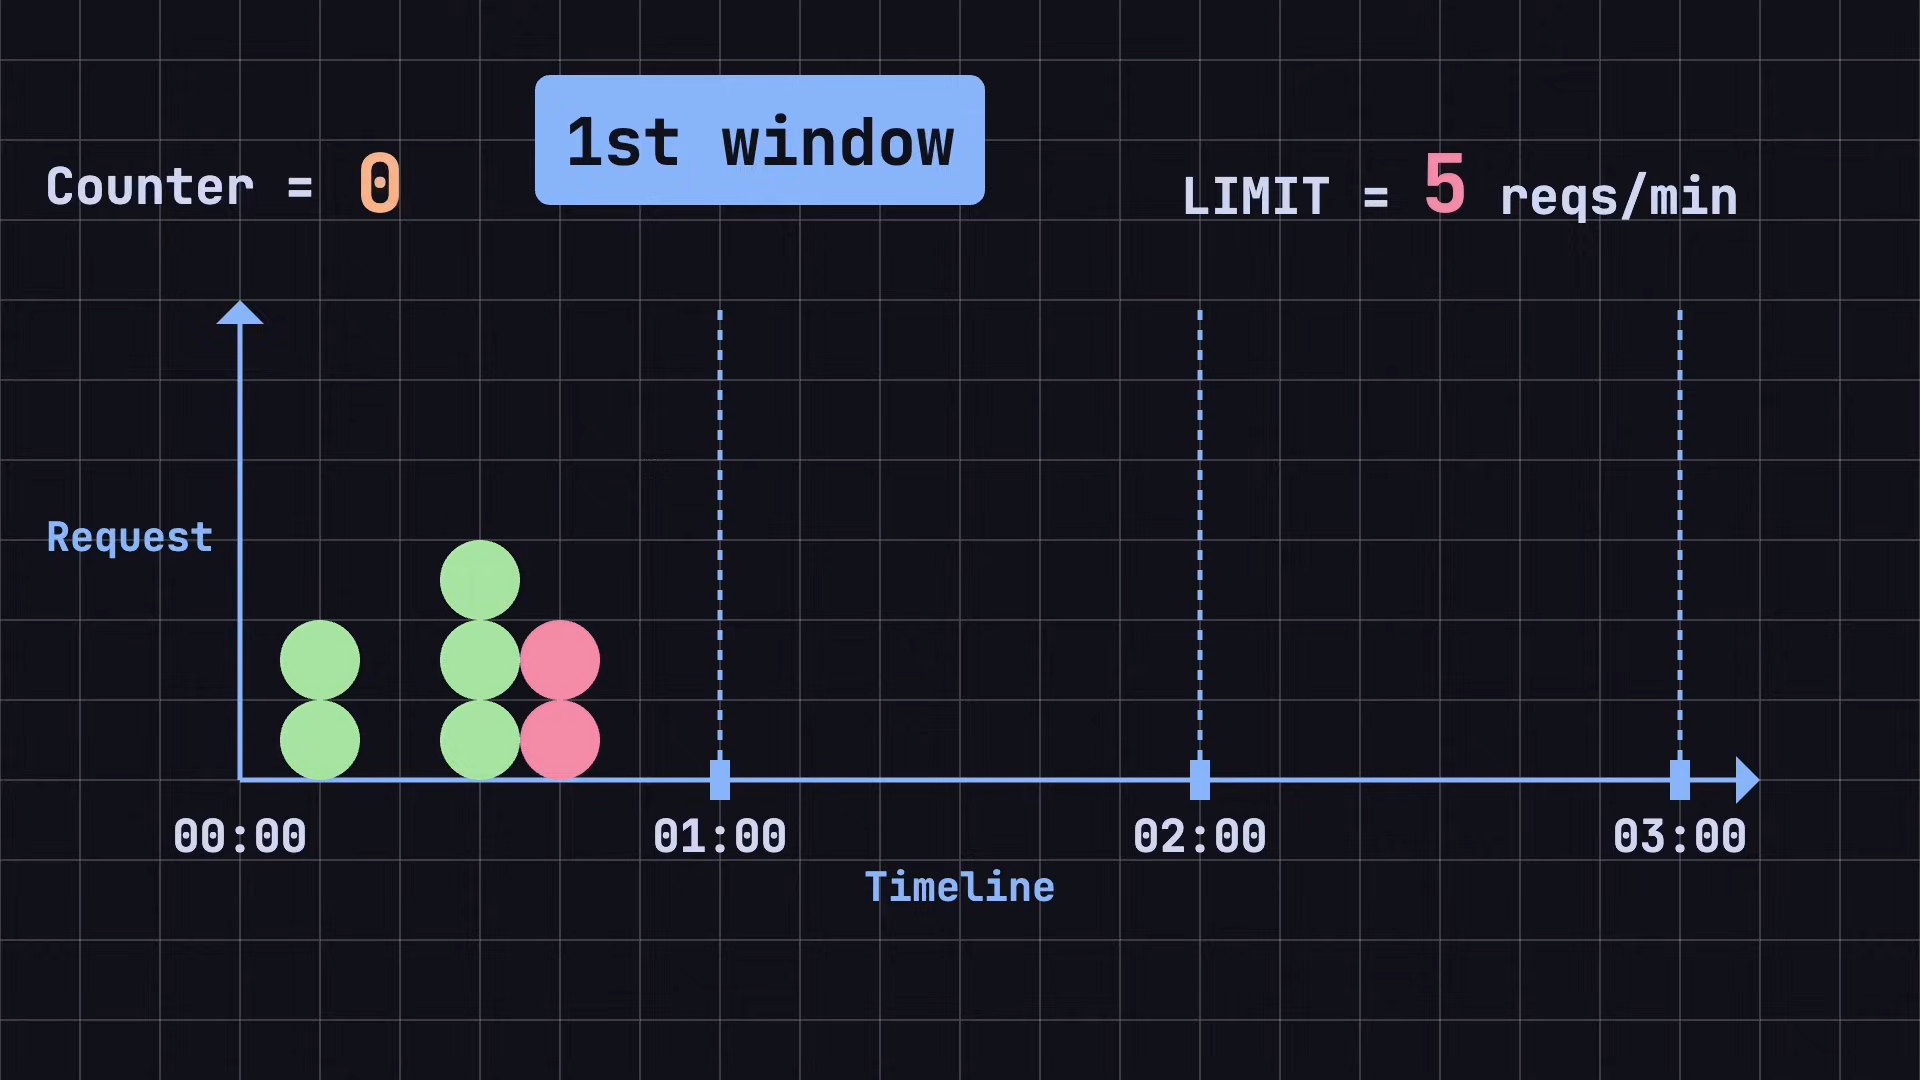 1st window
Counter = 0
LIMIT = 5 reqs/min
Request
00:00
01:00
02:00
03:00
Timeline